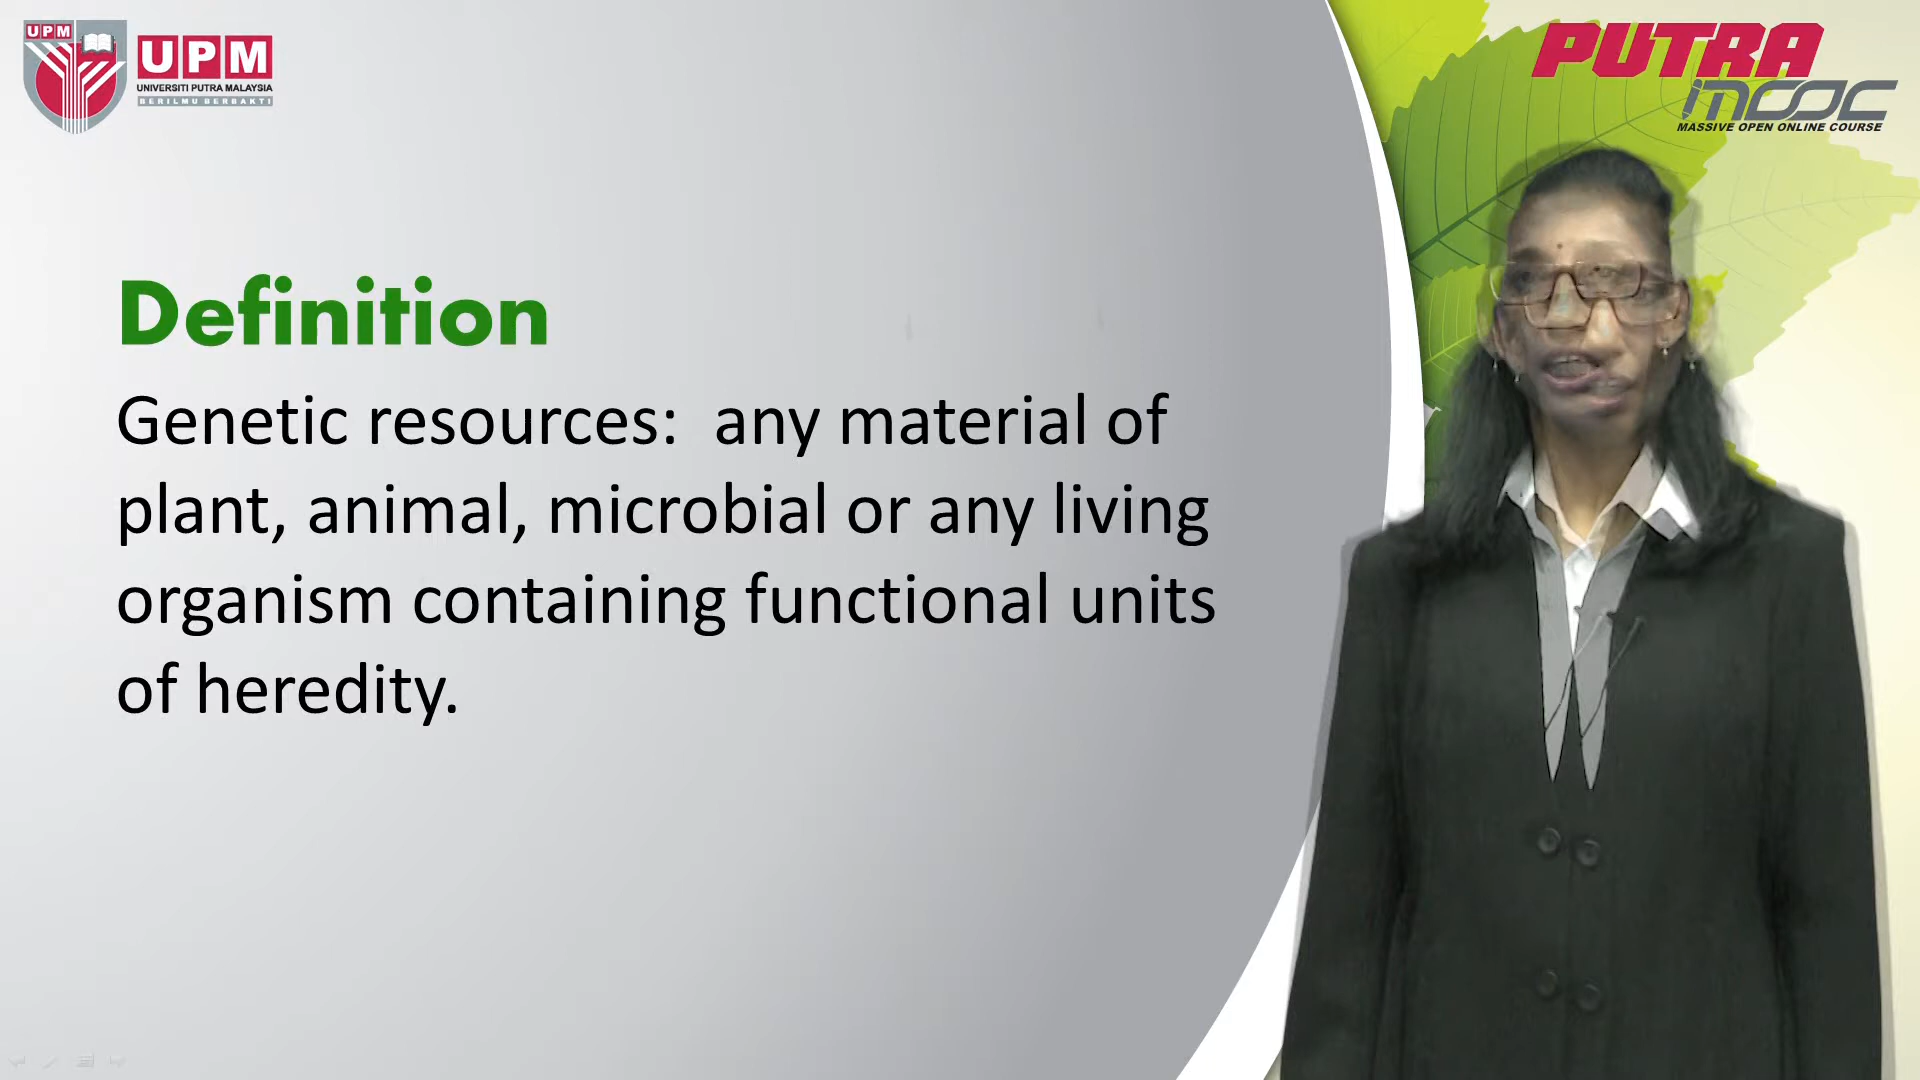 UPM
UPM
UNIVERSITI PUTRA MALAYSIA
BERILMU BERBAKTI
PUTRA
mooc
MASSIVE OPEN ONLINE COURSE
Definition
Genetic resources: any material of
plant, animal, microbial or any living
organism containing functional units
of heredity.